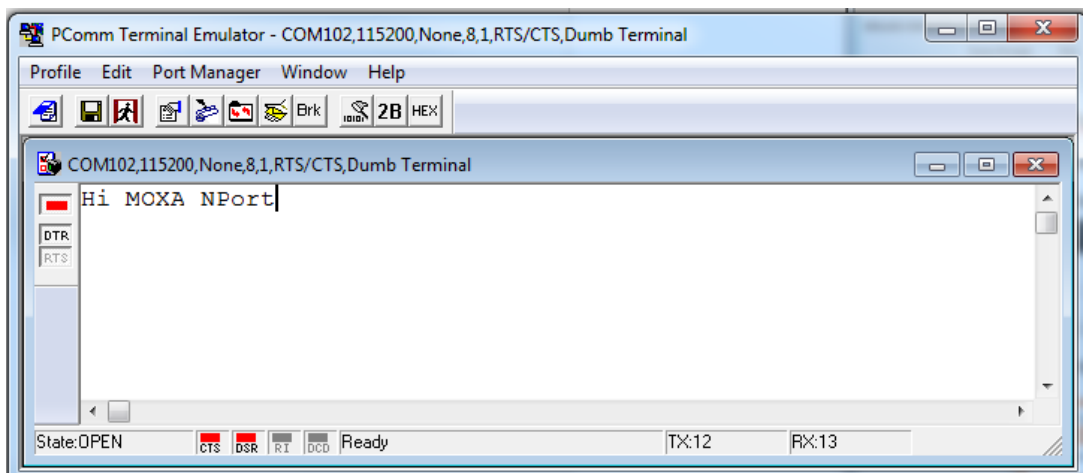 PComm Terminal Emulator - COM102,115200,None,8,1,RTS/CTS,Dumb Terminal
Profile Edit Port Manager Window Help
Brk 2B HEX
COM102,115200,None,8,1,RTS/CTS,Dumb Terminal
Hi MOXA NPort
DTR
RTS
State:OPEN CTS DSR RI DCD Ready TX:12 RX:13